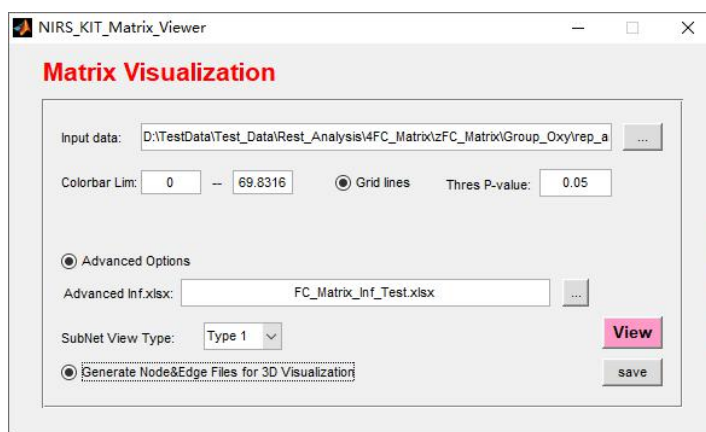 NIRS_KIT_Matrix_Viewer
Matrix Visualization
Input data: D:\TestData\Test_Data\Rest_Analysis\4FC_Matrix\zFC_Matrix\Group_Oxy\rep_a ...
Colorbar Lim: 0 -- 69.8316 Grid lines Thres P-value: 0.05
Advanced Options
Advanced Inf.xlsx: FC_Matrix_Inf_Test.xlsx ...
SubNet View Type: Type 1 View
Generate Node&Edge Files for 3D Visualization save